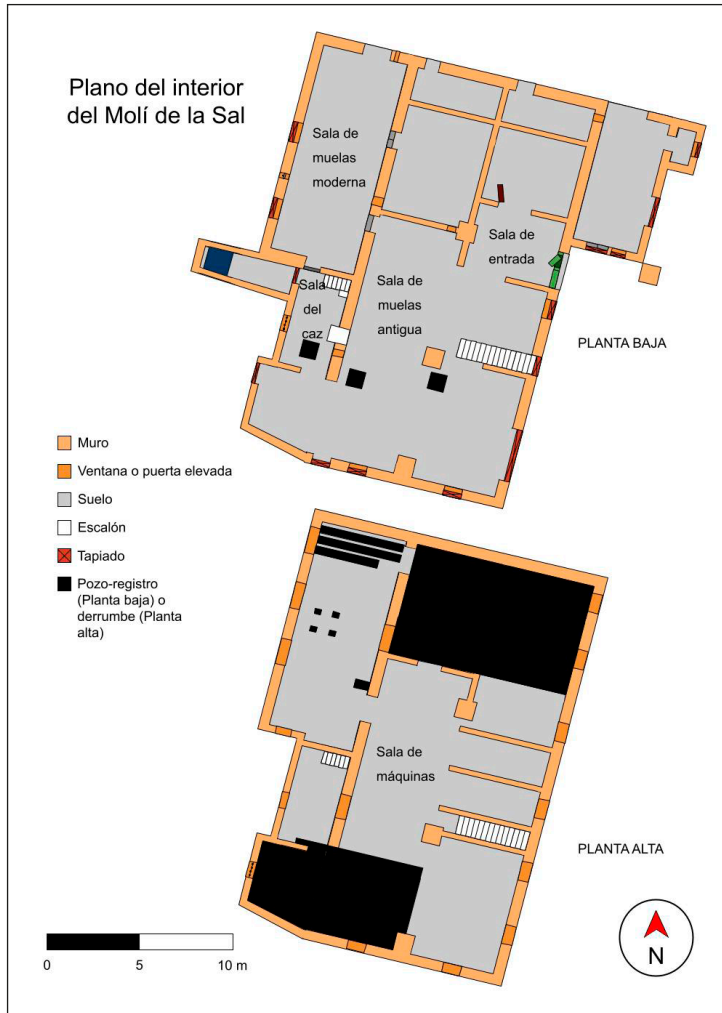 Plano del interior
del Molí de la Sal
Sala de
muelas
moderna
Sala de
entrada
Sala
del
caz
Sala de
muelas
antigua
PLANTA BAJA
Muro
Ventana o puerta elevada
Suelo
Escalón
Tapiado
Pozo-registro
(Planta baja) o
derrumbe (Planta
alta)
Sala de
máquinas
PLANTA ALTA
0 5 10 m
N